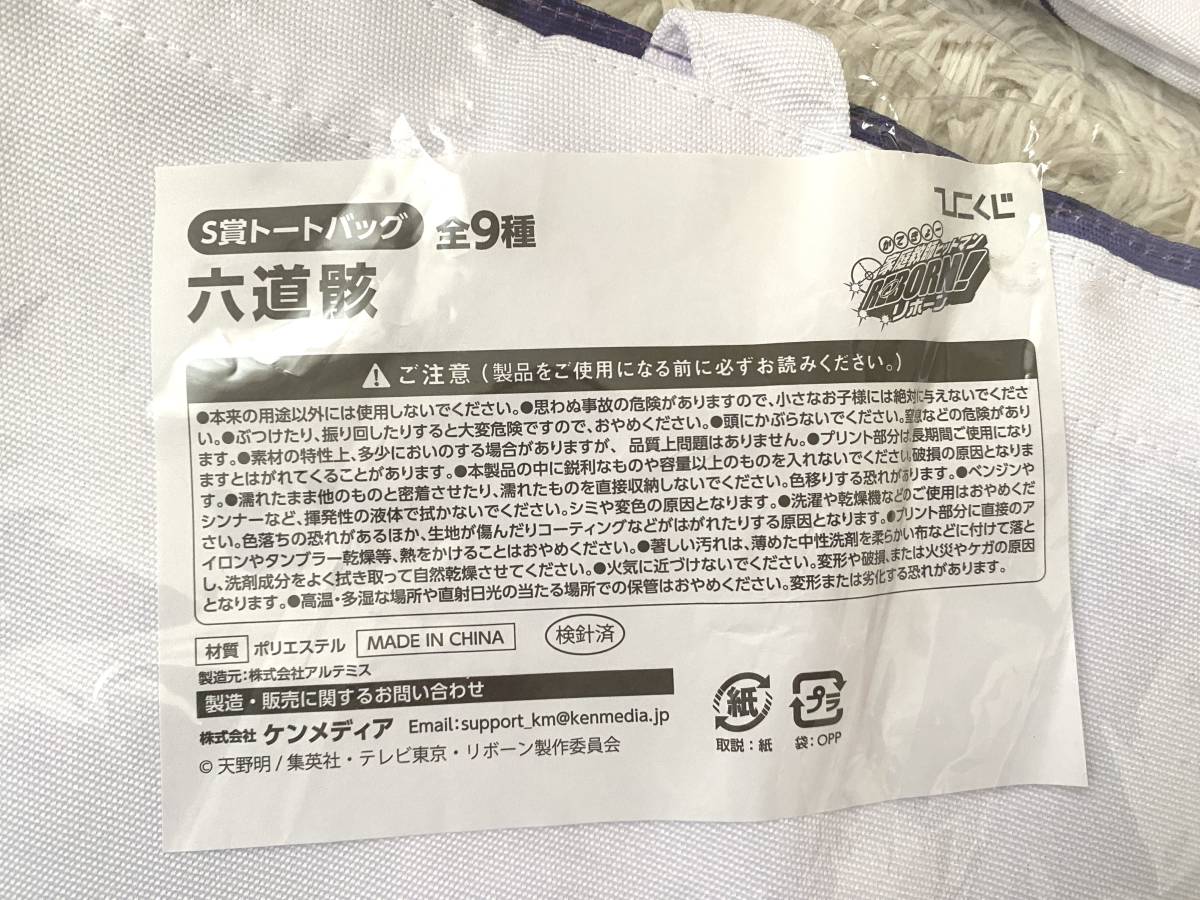 S賞トートバッグ 全9種
ひこくじ
六道骸
かてきょー
家庭教師ヒットマン
REBORN!
リボーン
ご注意(製品をご使用になる前に必ずお読みください。)
●本来の用途以外には使用しないでください。●思わぬ事故の危険がありますので、小さなお子様には絶対に与えないでくださ
い。●ぶつけたり、振り回したりすると大変危険ですので、おやめください。●頭にかぶらないでください。窒息などの危険があり
ます。●素材の特性上、多少においのする場合がありますが、品質上問題はありません。●プリント部分は長期間ご使用になり
ますとはがれてくることがあります。●本製品の中に鋭利なものや容量以上のものを入れないでください。破損の原因となりま
す。●濡れたまま他のものと密着させたり、濡れたものを直接収納しないでください。色移りする恐れがあります。●ベンジンや
シンナーなど、揮発性の液体で拭かないでください。シミや変色の原因となります。●洗濯や乾燥機などのご使用はおやめくだ
さい。色落ちの恐れがあるほか、生地が傷んだりコーティングなどがはがれたりする原因となります。●プリント部分に直接のア
イロンやタンブラー乾燥等、熱をかけることはおやめください。●著しい汚れは、薄めた中性洗剤を柔らかい布などに付けて落と
し、洗剤成分をよく拭き取って自然乾燥させてください。●火気に近づけないでください。変形や破損、または火災やケガの原因
となります。●高温・多湿な場所や直射日光の当たる場所での保管はおやめください。変形または劣化する恐れがあります。
材質 ポリエステル MADE IN CHINA 検針済
製造元:株式会社アルテミス
製造・販売に関するお問い合わせ
株式会社 ケンメディア Email:support_km@kenmedia.jp
© 天野明/集英社・テレビ東京・リボーン製作委員会
紙 プラ
取説:紙 袋:OPP